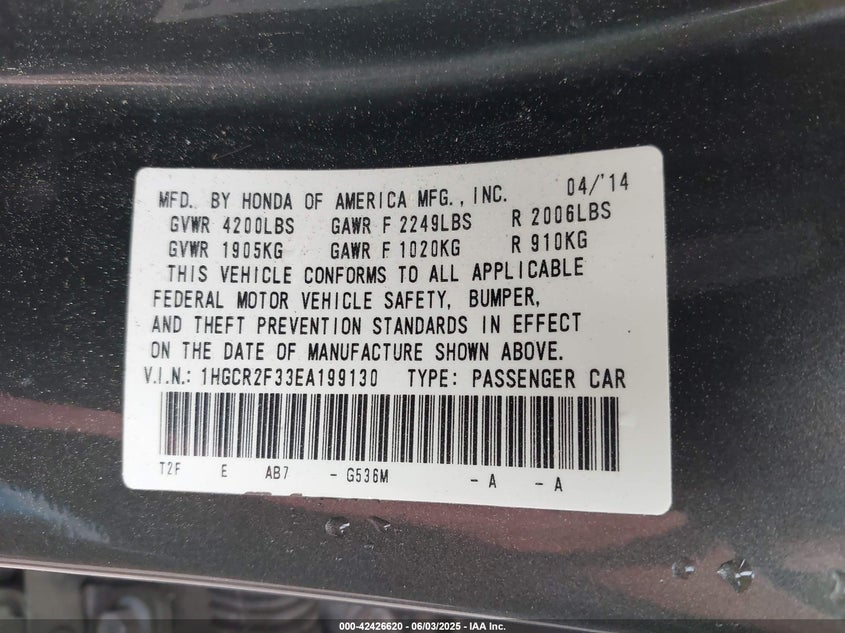 MFD. BY HONDA OF AMERICA MFG., INC. 04/'14
GVWR 4200LBS GAWR F 2249LBS R 2006LBS
GVWR 1905KG GAWR F 1020KG R 910KG
THIS VEHICLE CONFORMS TO ALL APPLICABLE
FEDERAL MOTOR VEHICLE SAFETY, BUMPER,
AND THEFT PREVENTION STANDARDS IN EFFECT
ON THE DATE OF MANUFACTURE SHOWN ABOVE.
V.I.N.: 1HGCR2F33EA199130 TYPE: PASSENGER CAR
T2F E AB7 - G536M - A - A
000-42426620 - 06/03/2025 - IAA Inc.